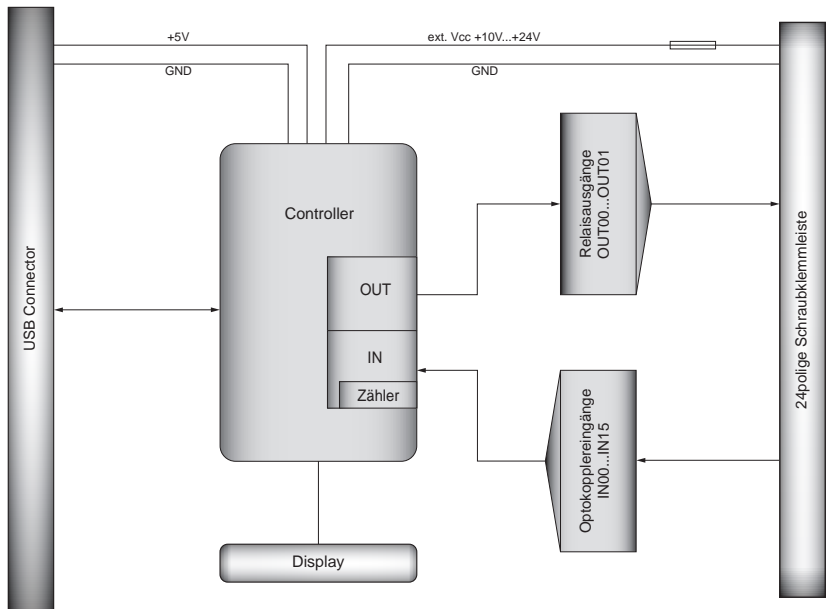 +5V
GND
ext. Vcc +10V...+24V
GND
USB Connector
Controller
OUT
IN
Zähler
Display
Relaisausgänge
OUT00...OUT01
Optokopplereingänge
IN00...IN15
24polige Schraubklemmleiste